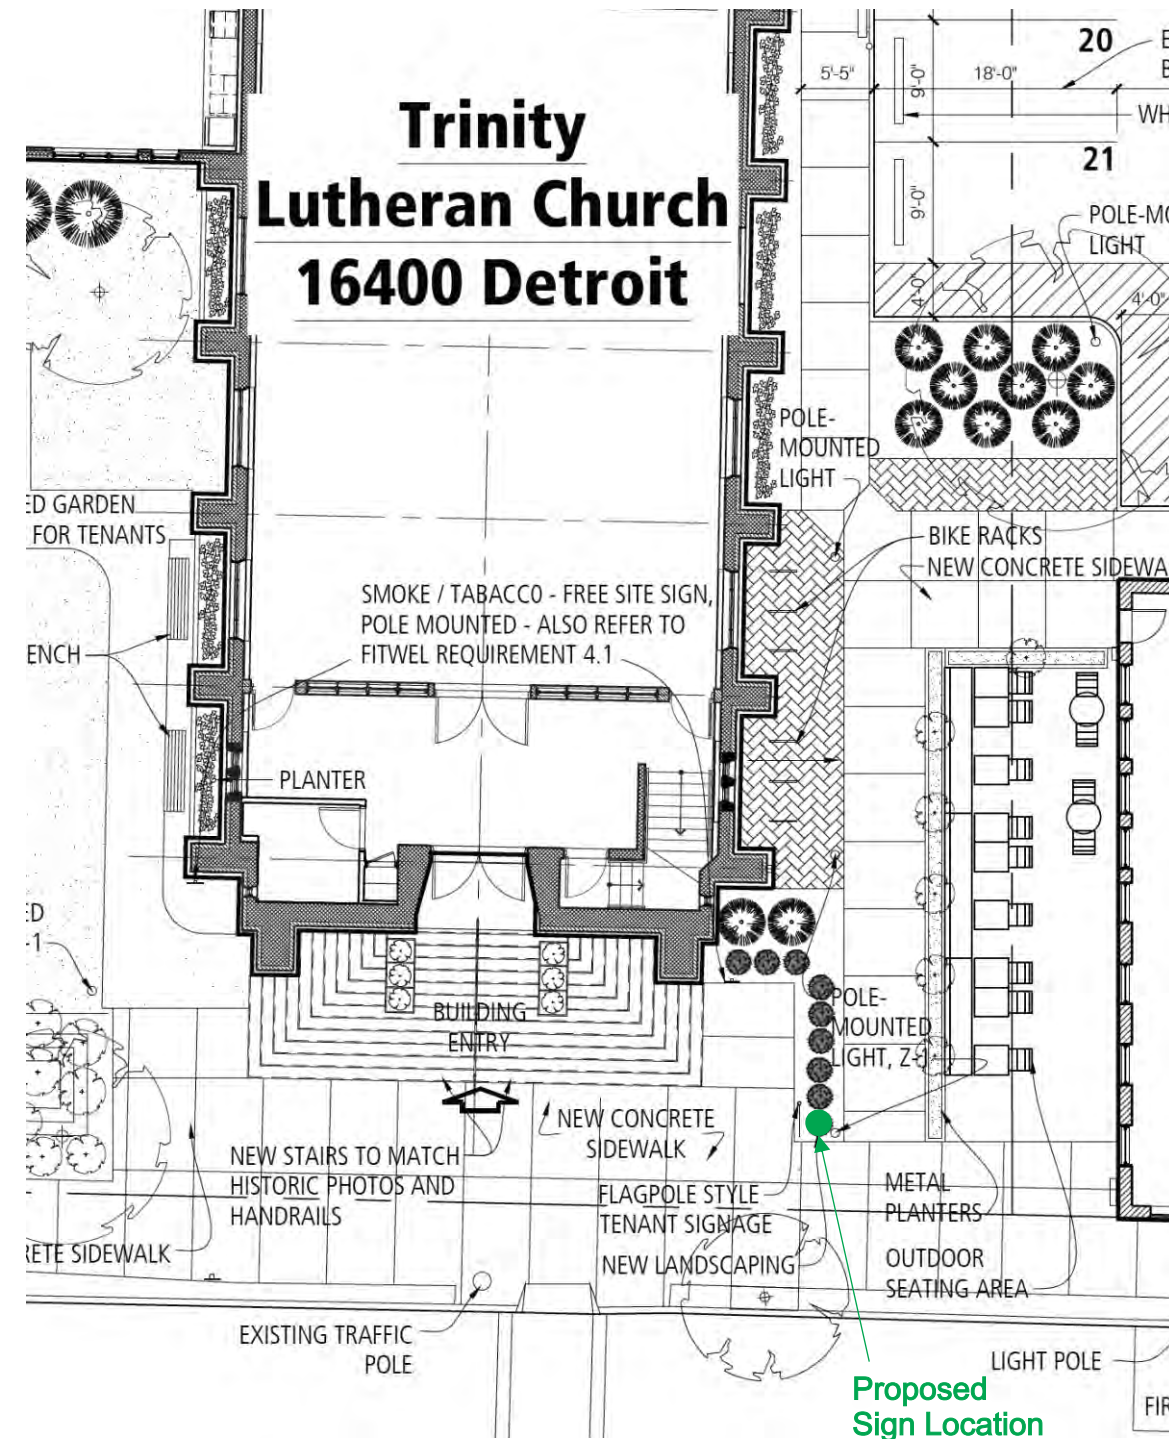 Trinity
Lutheran Church
16400 Detroit
5'-5"
9'-0"
18'-0"
20
WH
21
9'-0"
POLE-MO
LIGHT
4'-0"
4'-0"
POLE-
MOUNTED
LIGHT
ED GARDEN
FOR TENANTS
BIKE RACKS
NEW CONCRETE SIDEWA
SMOKE / TABACCO - FREE SITE SIGN,
POLE MOUNTED - ALSO REFER TO
FITWEL REQUIREMENT 4.1
ENCH
PLANTER
ED
-1
BUILDING
ENTRY
POLE-
MOUNTED
LIGHT, Z-
NEW CONCRETE
SIDEWALK
NEW STAIRS TO MATCH
HISTORIC PHOTOS AND
HANDRAILS
FLAGPOLE STYLE
TENANT SIGNAGE
NEW LANDSCAPING
METAL
PLANTERS
OUTDOOR
SEATING AREA
RETE SIDEWALK
EXISTING TRAFFIC
POLE
LIGHT POLE
Proposed
Sign Location
FIR